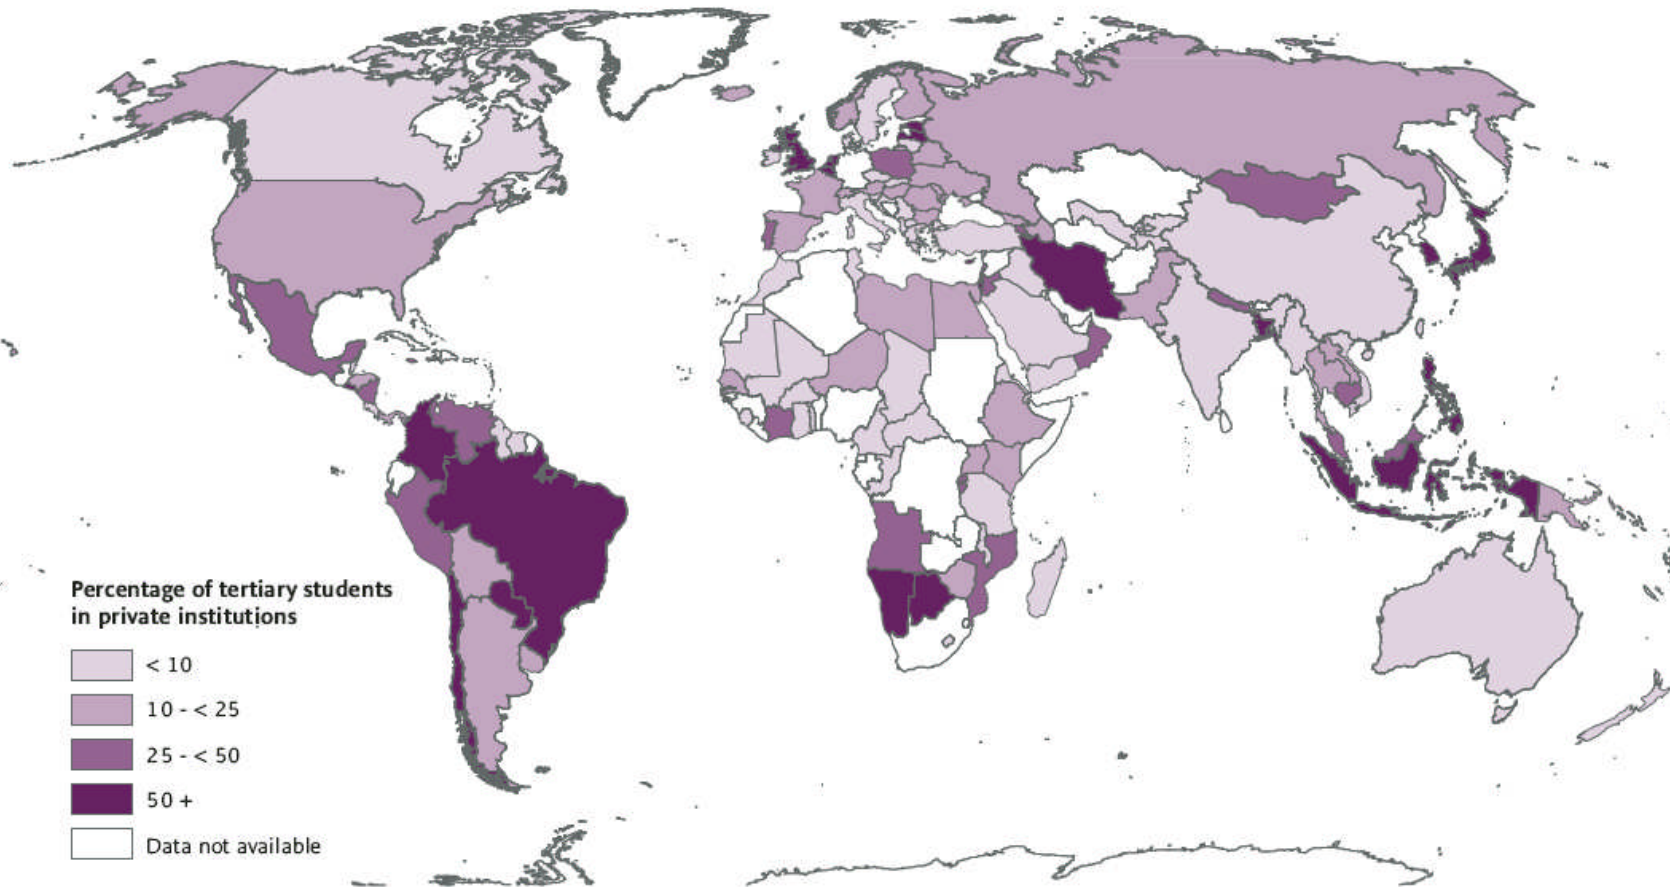 Percentage of tertiary students
in private institutions
< 10
10 - < 25
25 - < 50
50 +
Data not available